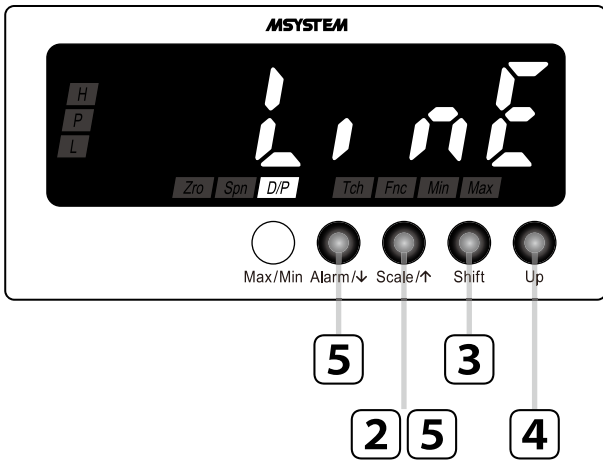 MSYSTEM
H
P
L
LinE
Zro Spn D/P Tch Fnc Min Max
Max/Min Alarm/↓ Scale/↑ Shift Up
5 3
2 5 4